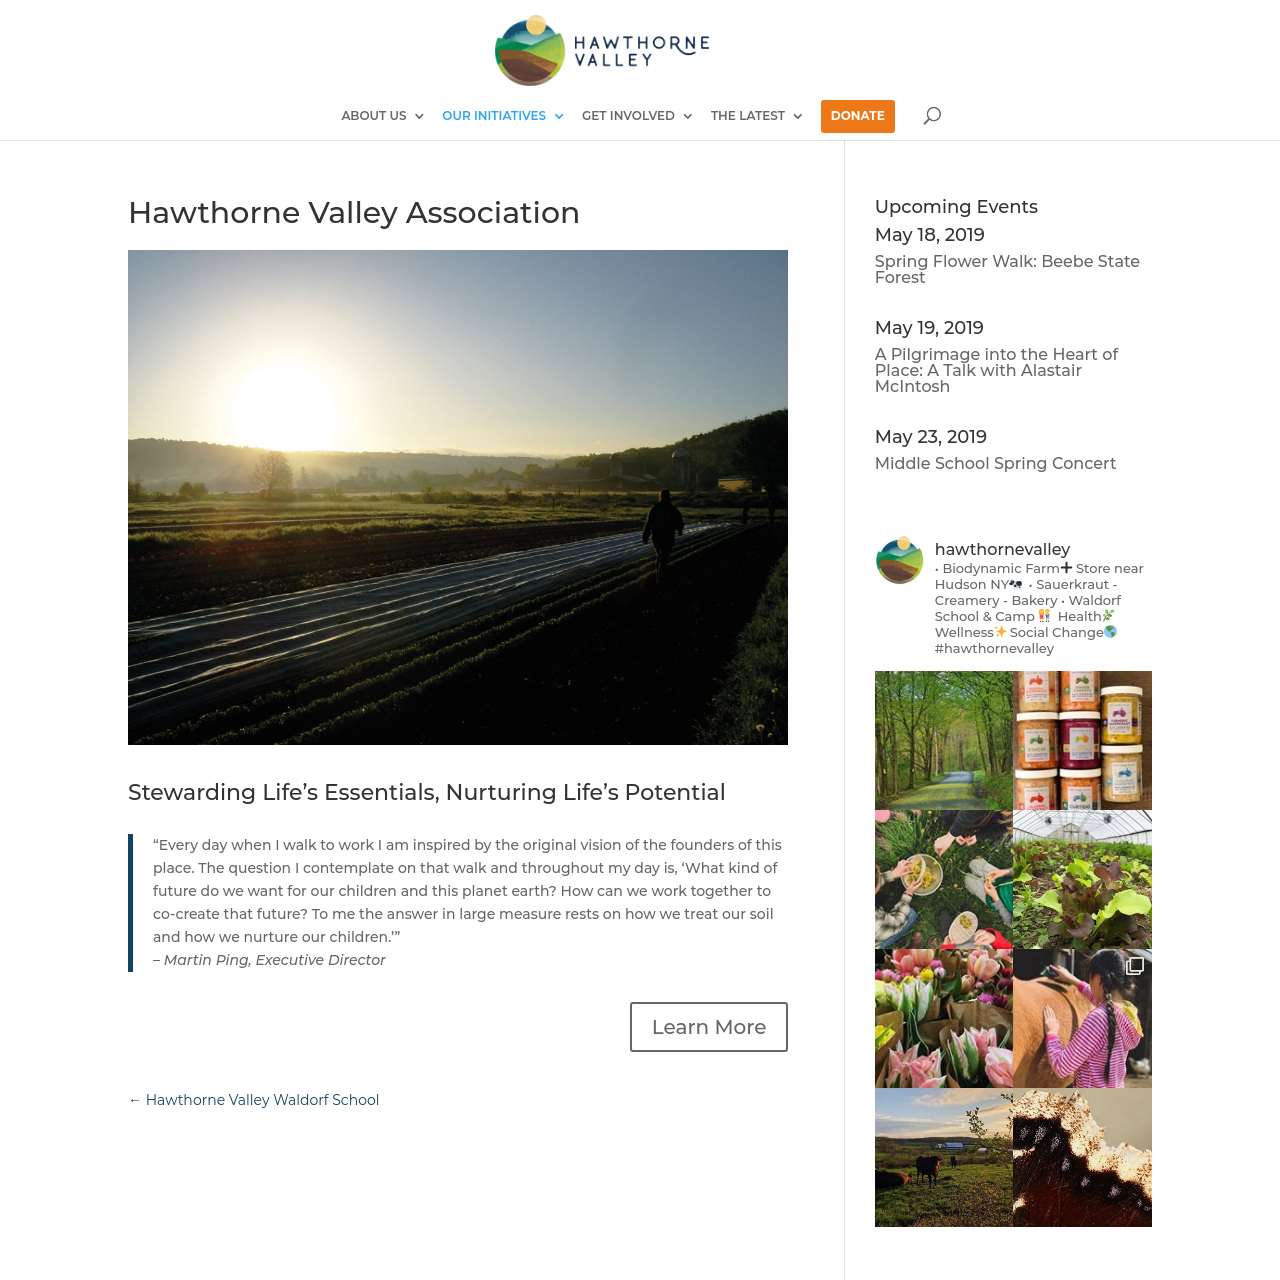 HAWTHORNE
VALLEY
ABOUT US
OUR INITIATIVES
GET INVOLVED
THE LATEST
DONATE
Hawthorne Valley Association
Stewarding Life’s Essentials, Nurturing Life’s Potential
“Every day when I walk to work I am inspired by the original vision of the founders of this
place. The question I contemplate on that walk and throughout my day is, ‘What kind of
future do we want for our children and this planet earth? How can we work together to
co-create that future? To me the answer in large measure rests on how we treat our soil
and how we nurture our children.’”
– Martin Ping, Executive Director
Learn More
← Hawthorne Valley Waldorf School
Upcoming Events
May 18, 2019
Spring Flower Walk: Beebe State
Forest
May 19, 2019
A Pilgrimage into the Heart of
Place: A Talk with Alastair
McIntosh
May 23, 2019
Middle School Spring Concert
hawthornevalley
• Biodynamic Farm➕Store near
Hudson NY🐄 • Sauerkraut -
Creamery - Bakery • Waldorf
School & Camp👭 Health🌿
Wellness✨Social Change🌎
#hawthornevalley
KIMCHI
CURTIDO